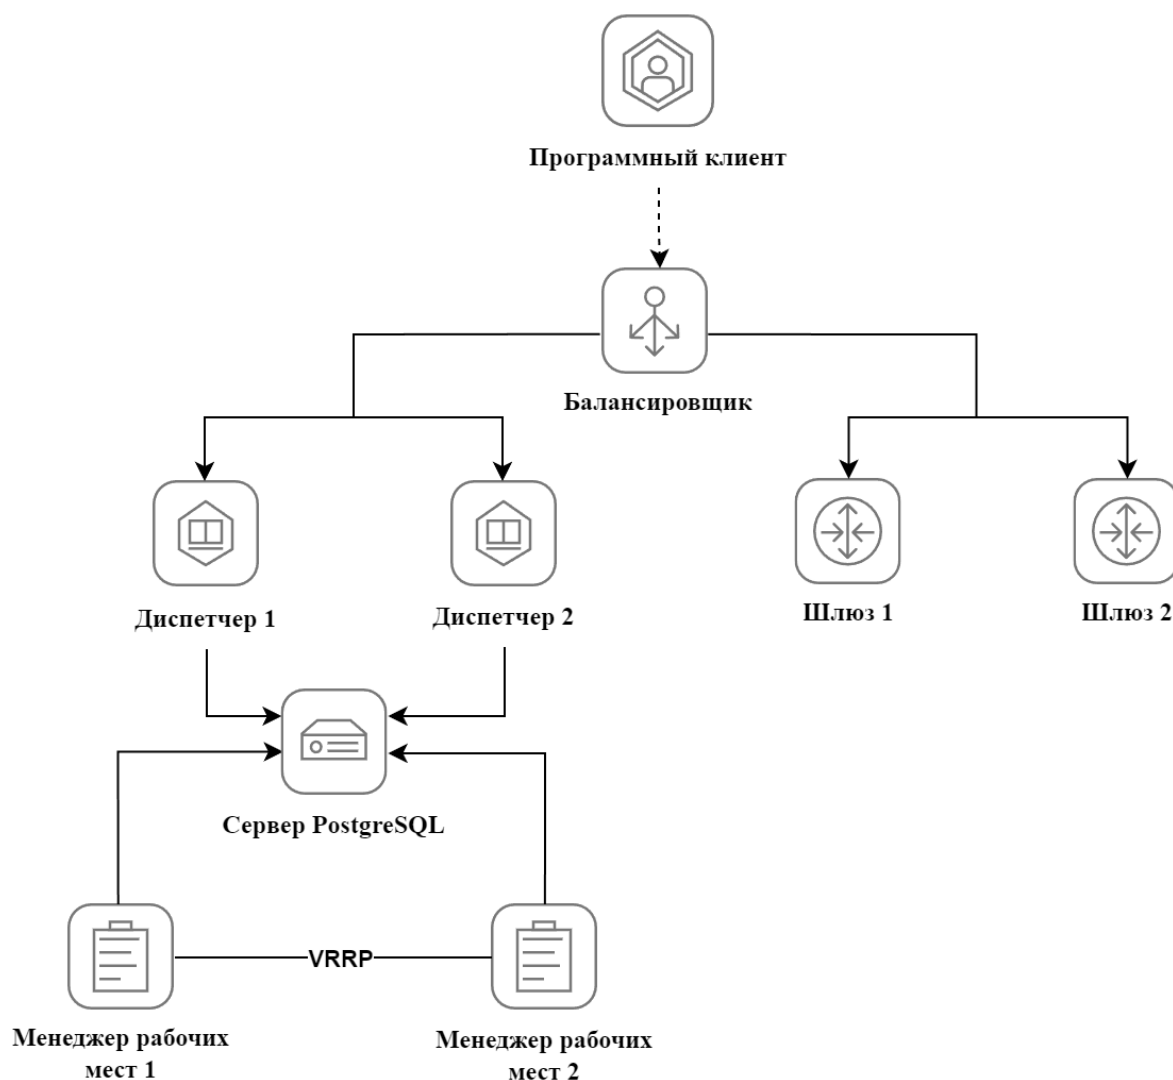 Программный клиент
Балансировщик
Диспетчер 1
Диспетчер 2
Шлюз 1
Шлюз 2
Сервер PostgreSQL
VRRP
Менеджер рабочих
мест 1
Менеджер рабочих
мест 2